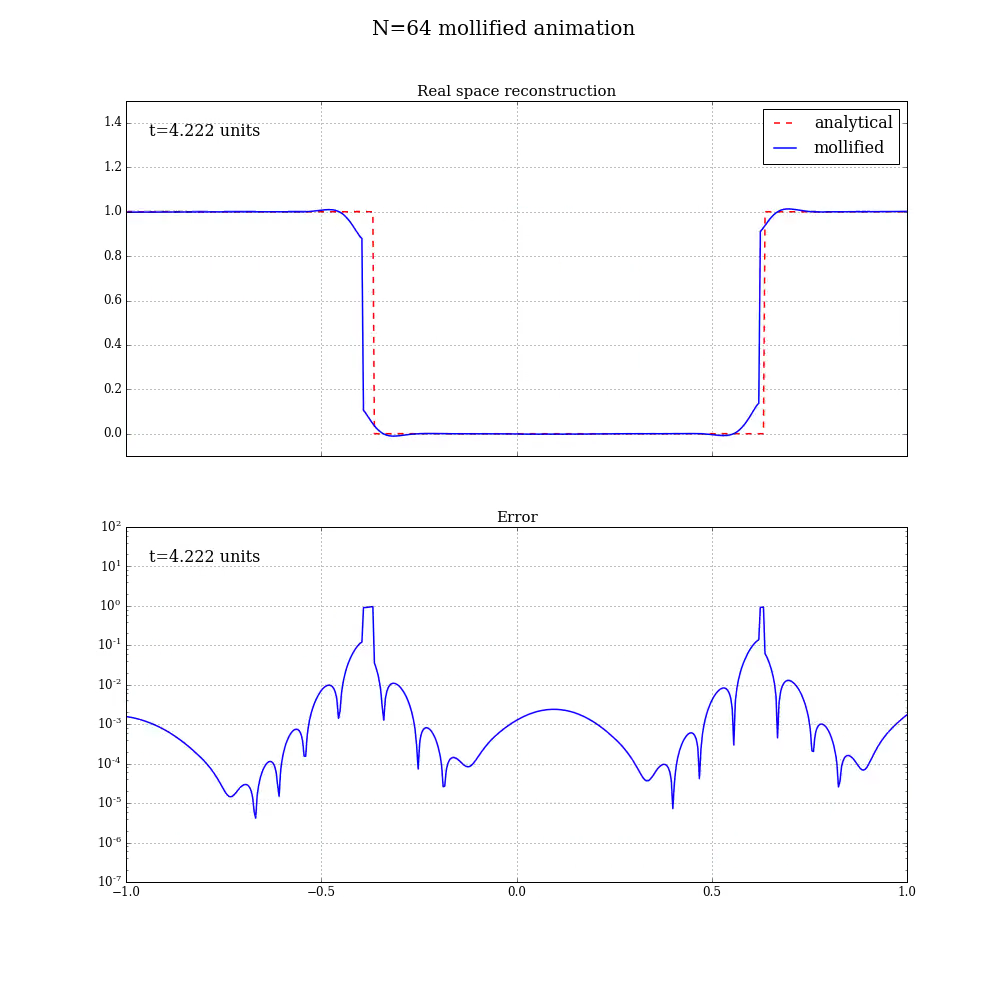 N=64 mollified animation
Real space reconstruction
t=4.222 units
analytical
mollified
1.4
1.2
1.0
0.8
0.6
0.4
0.2
0.0
Error
t=4.222 units
10²
10¹
10⁰
10⁻¹
10⁻²
10⁻³
10⁻⁴
10⁻⁵
10⁻⁶
10⁻⁷
−1.0 −0.5 0.0 0.5 1.0